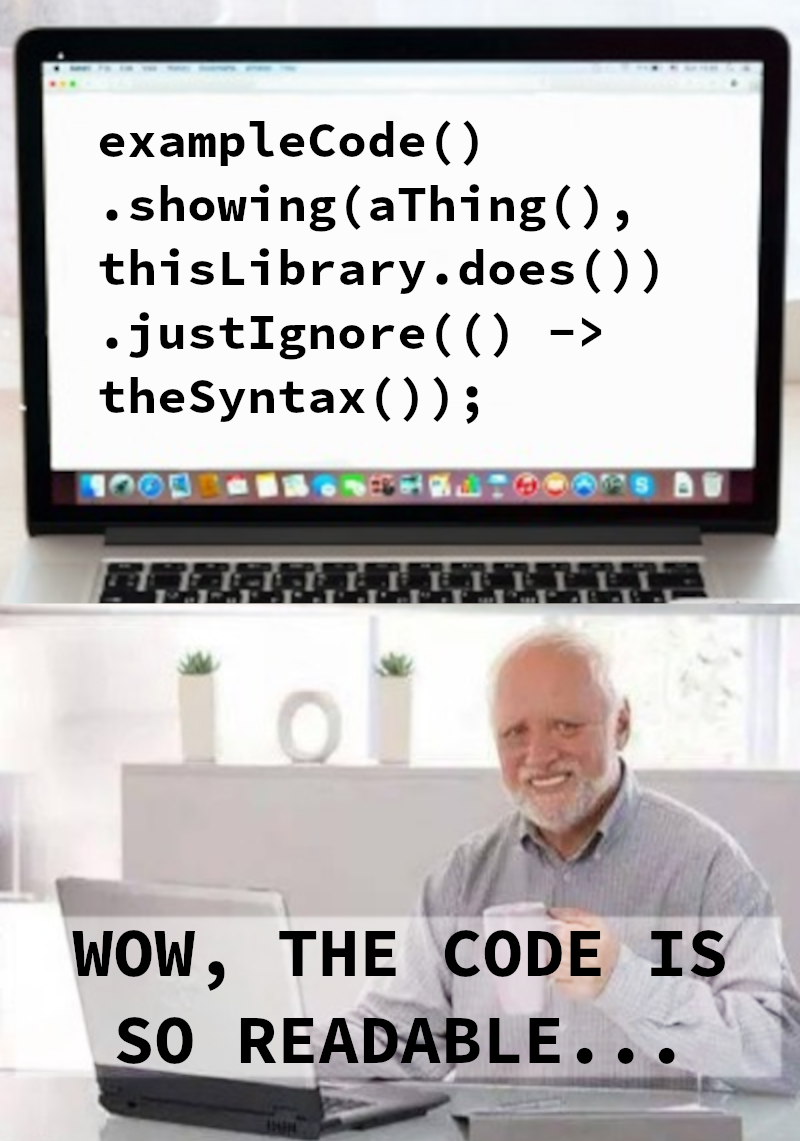 exampleCode()
.showing(aThing(),
thisLibrary.does())
.justIgnore(() ->
theSyntax());
WOW, THE CODE IS
SO READABLE...